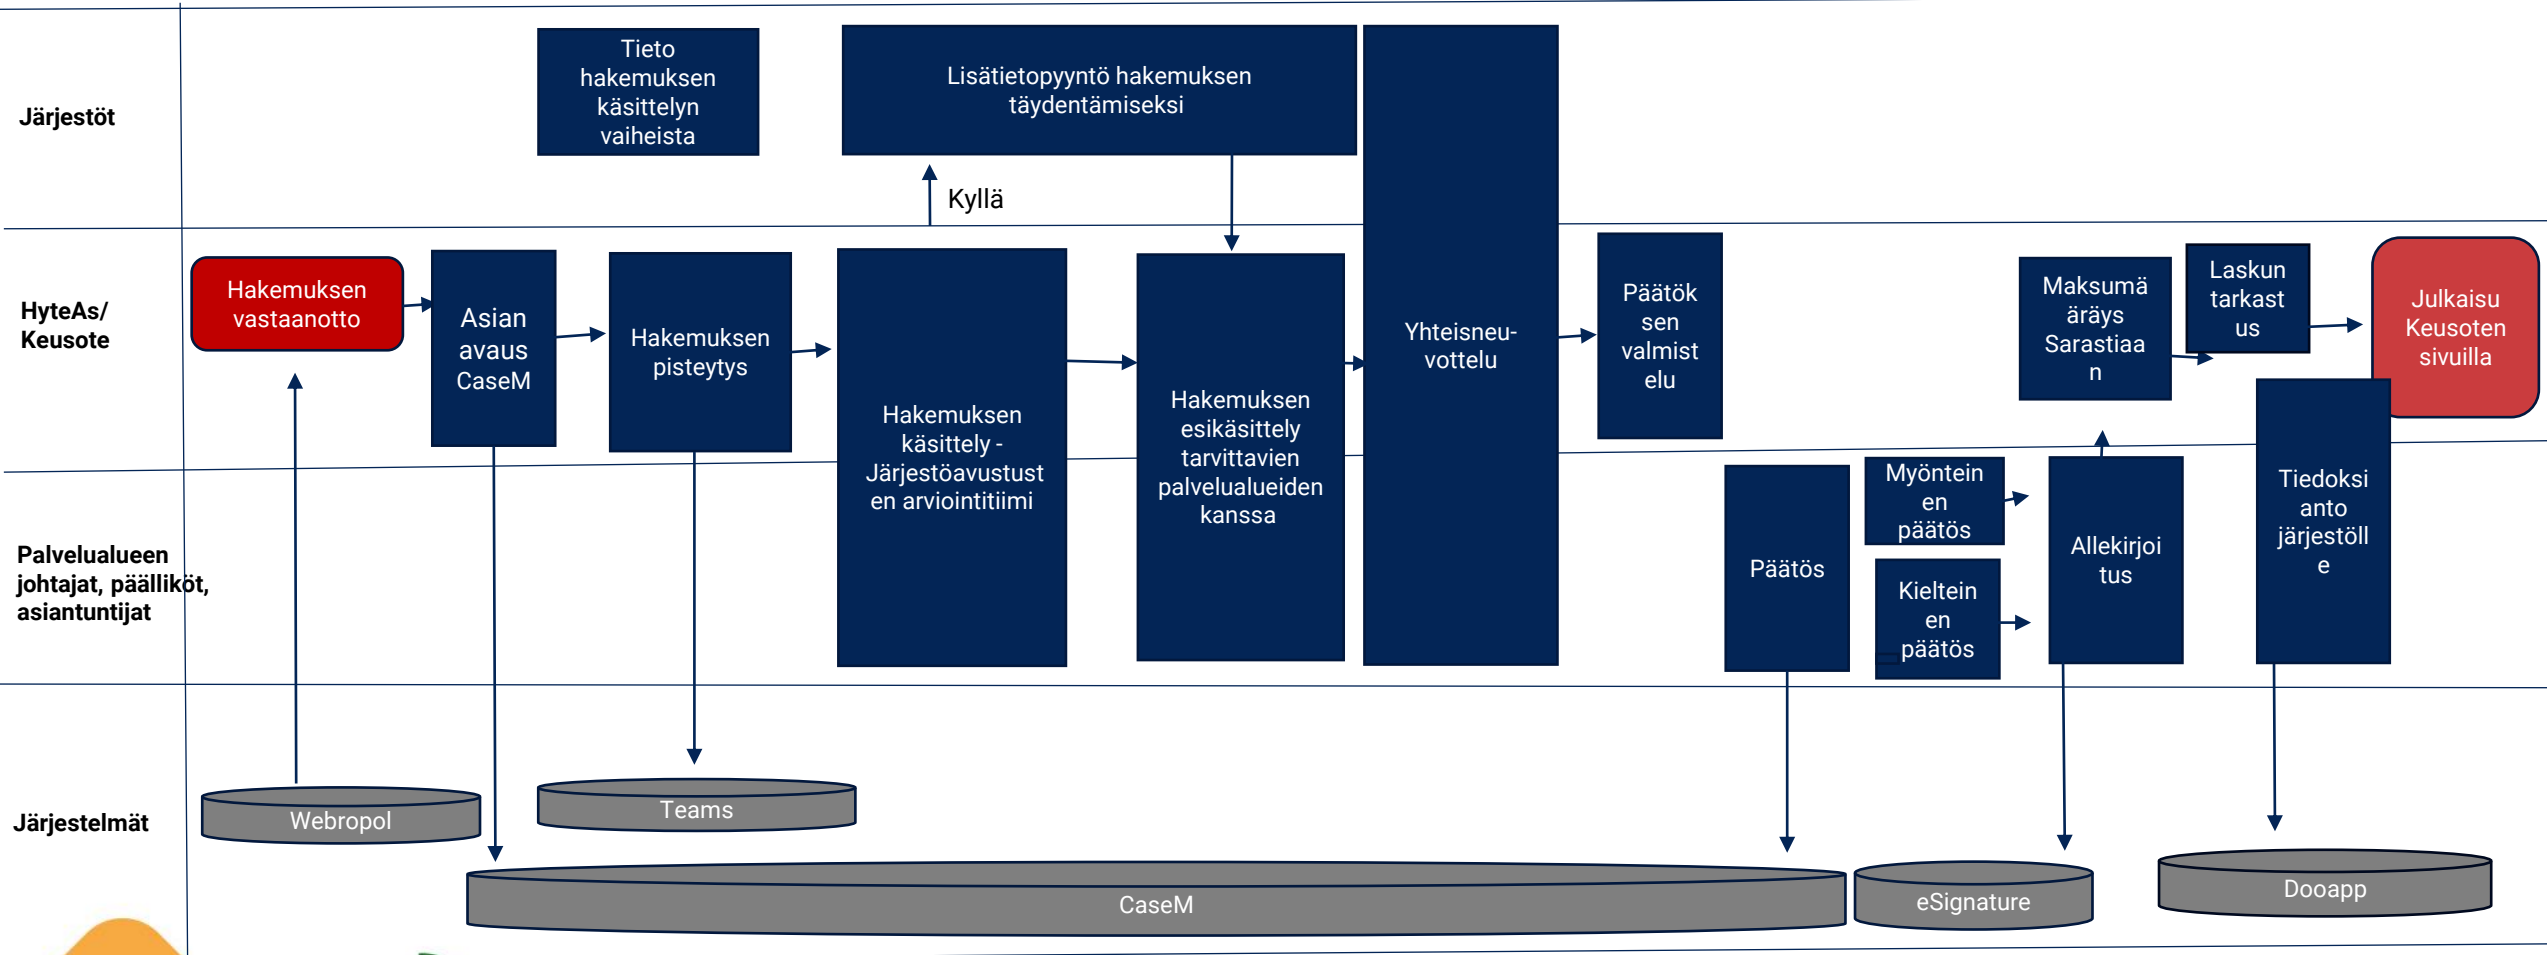 Järjestöt
Tieto
hakemuksen
käsittelyn
vaiheista
Lisätietopyyntö hakemuksen
täydentämiseksi
Kyllä
HyteAs/
Keusote
Hakemuksen
vastaanotto
Asian
avaus
CaseM
Hakemuksen
pisteytys
Hakemuksen
käsittely -
Järjestöavustust
en arviointitiimi
Hakemuksen
esikäsittely
tarvittavien
palvelualueiden
kanssa
Yhteisneu-
vottelu
Päätök
sen
valmist
elu
Maksumä
äräys
Sarastiaa
n
Laskun
tarkast
us
Julkaisu
Keusoten
sivuilla
Palvelualueen
johtajat, päälliköt,
asiantuntijat
Päätös
Myöntein
en
päätös
Kieltein
en
päätös
Allekirjoi
tus
Tiedoksi
anto
järjestöll
e
Järjestelmät
Webropol
Teams
CaseM
eSignature
Dooapp